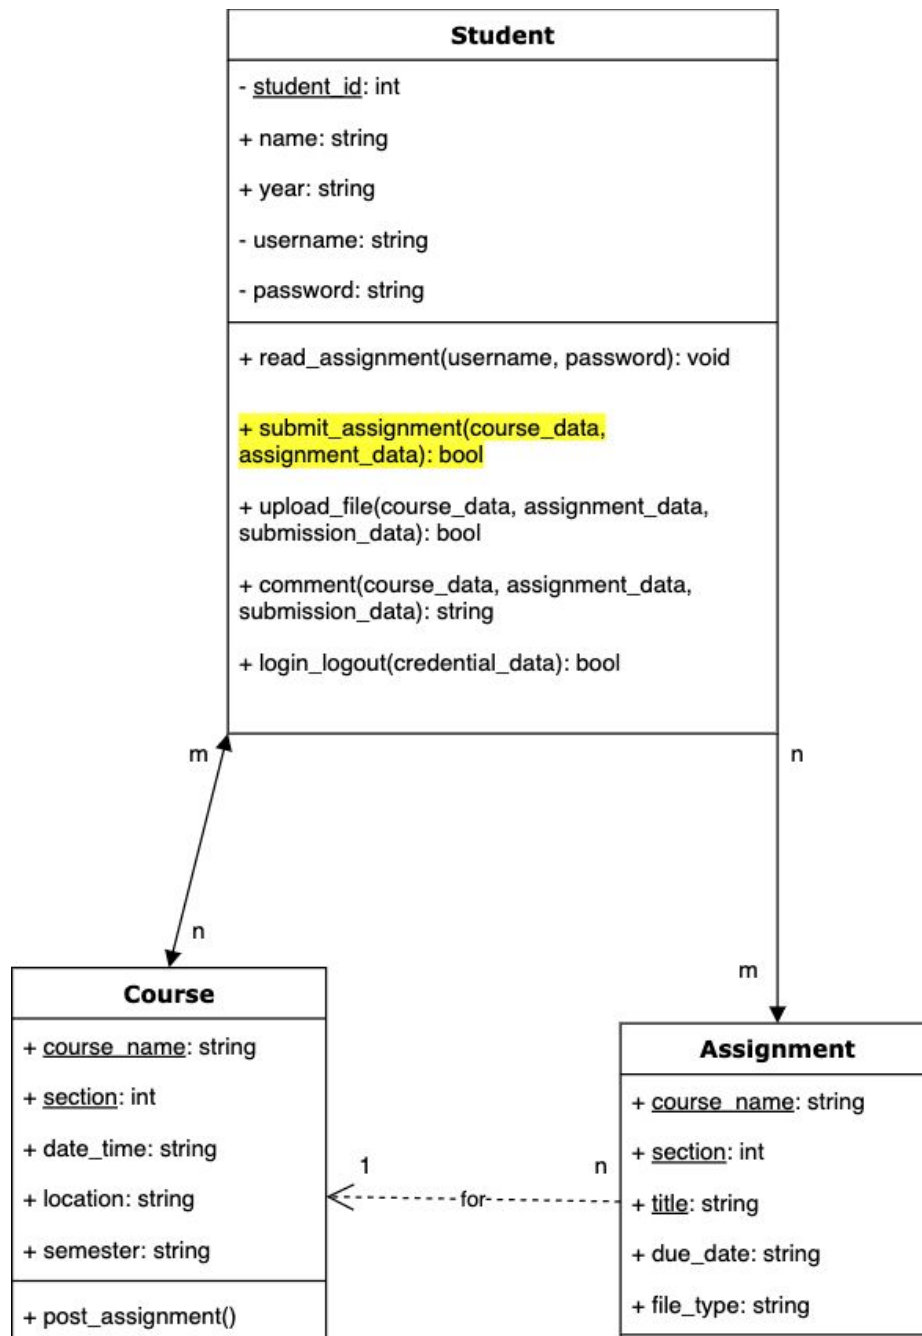 Student
- student_id: int
+ name: string
+ year: string
- username: string
- password: string
+ read_assignment(username, password): void
+ submit_assignment(course_data,
assignment_data): bool
+ upload_file(course_data, assignment_data,
submission_data): bool
+ comment(course_data, assignment_data,
submission_data): string
+ login_logout(credential_data): bool
m
n
n
m
Course
+ course_name: string
+ section: int
+ date_time: string
+ location: string
+ semester: string
+ post_assignment()
1
for
n
Assignment
+ course_name: string
+ section: int
+ title: string
+ due_date: string
+ file_type: string